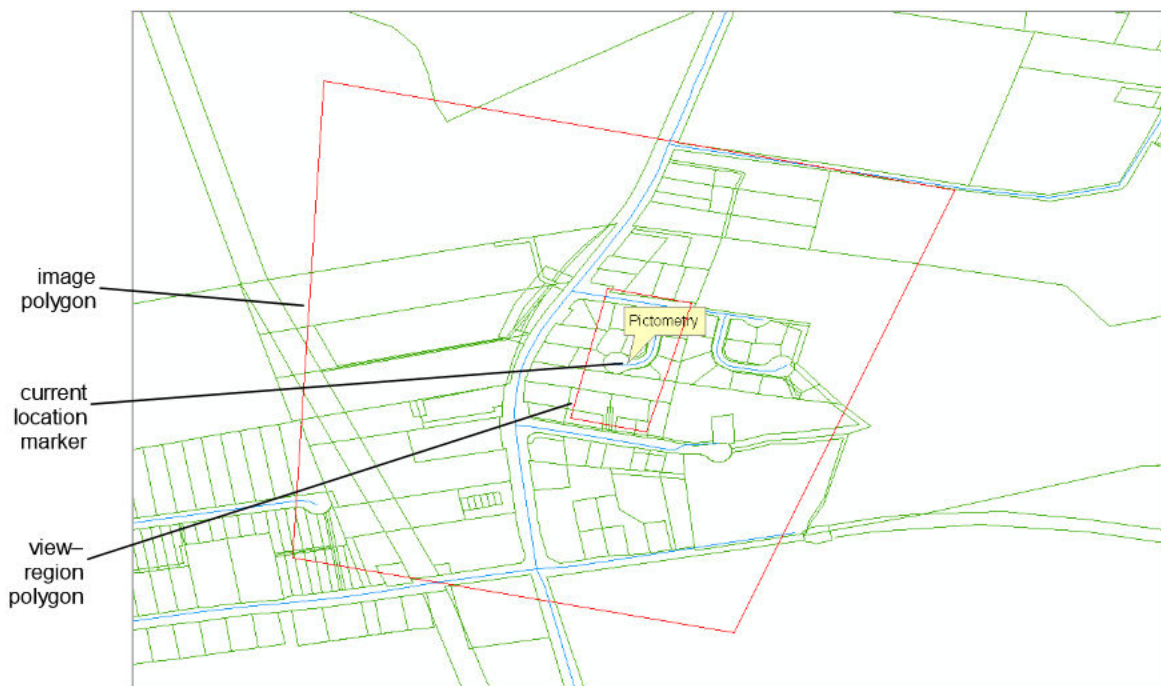 image
polygon
Pictometry
current
location
marker
view–
region
polygon